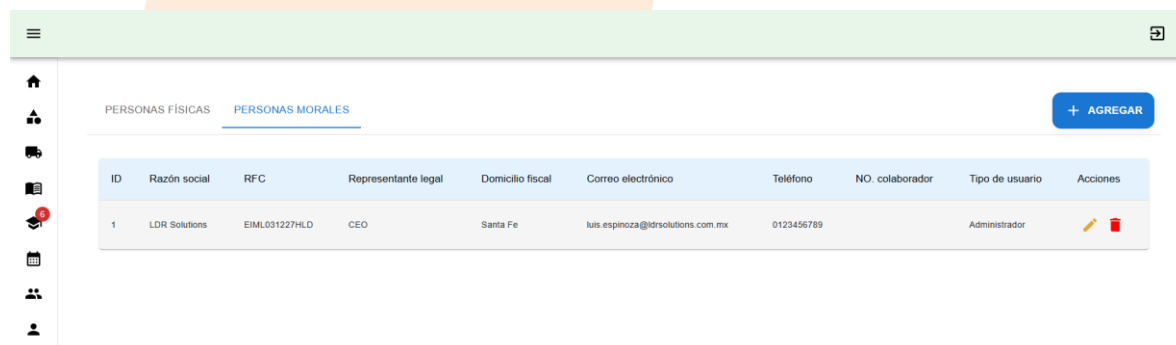 PERSONAS FÍSICAS PERSONAS MORALES + AGREGAR
ID Razón social RFC Representante legal Domicilio fiscal Correo electrónico Teléfono NO. colaborador Tipo de usuario Acciones
6
1 LDR Solutions EIML031227HLD CEO Santa Fe luis.espinoza@ldrsolutions.com.mx 0123456789 Administrador